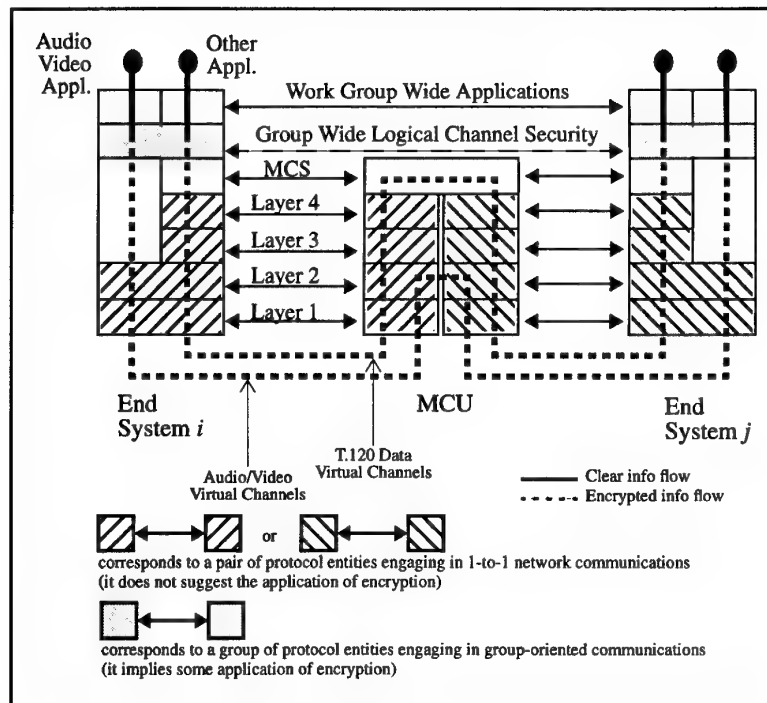 Audio
Video
Appl.
Other
Appl.
Work Group Wide Applications
Group Wide Logical Channel Security
MCS
Layer 4
Layer 3
Layer 2
Layer 1
End
System i
MCU
End
System j
T.120 Data
Virtual Channels
Audio/Video
Virtual Channels
Clear info flow
Encrypted info flow
or
corresponds to a pair of protocol entities engaging in 1-to-1 network communications
(it does not suggest the application of encryption)
corresponds to a group of protocol entities engaging in group-oriented communications
(it implies some application of encryption)